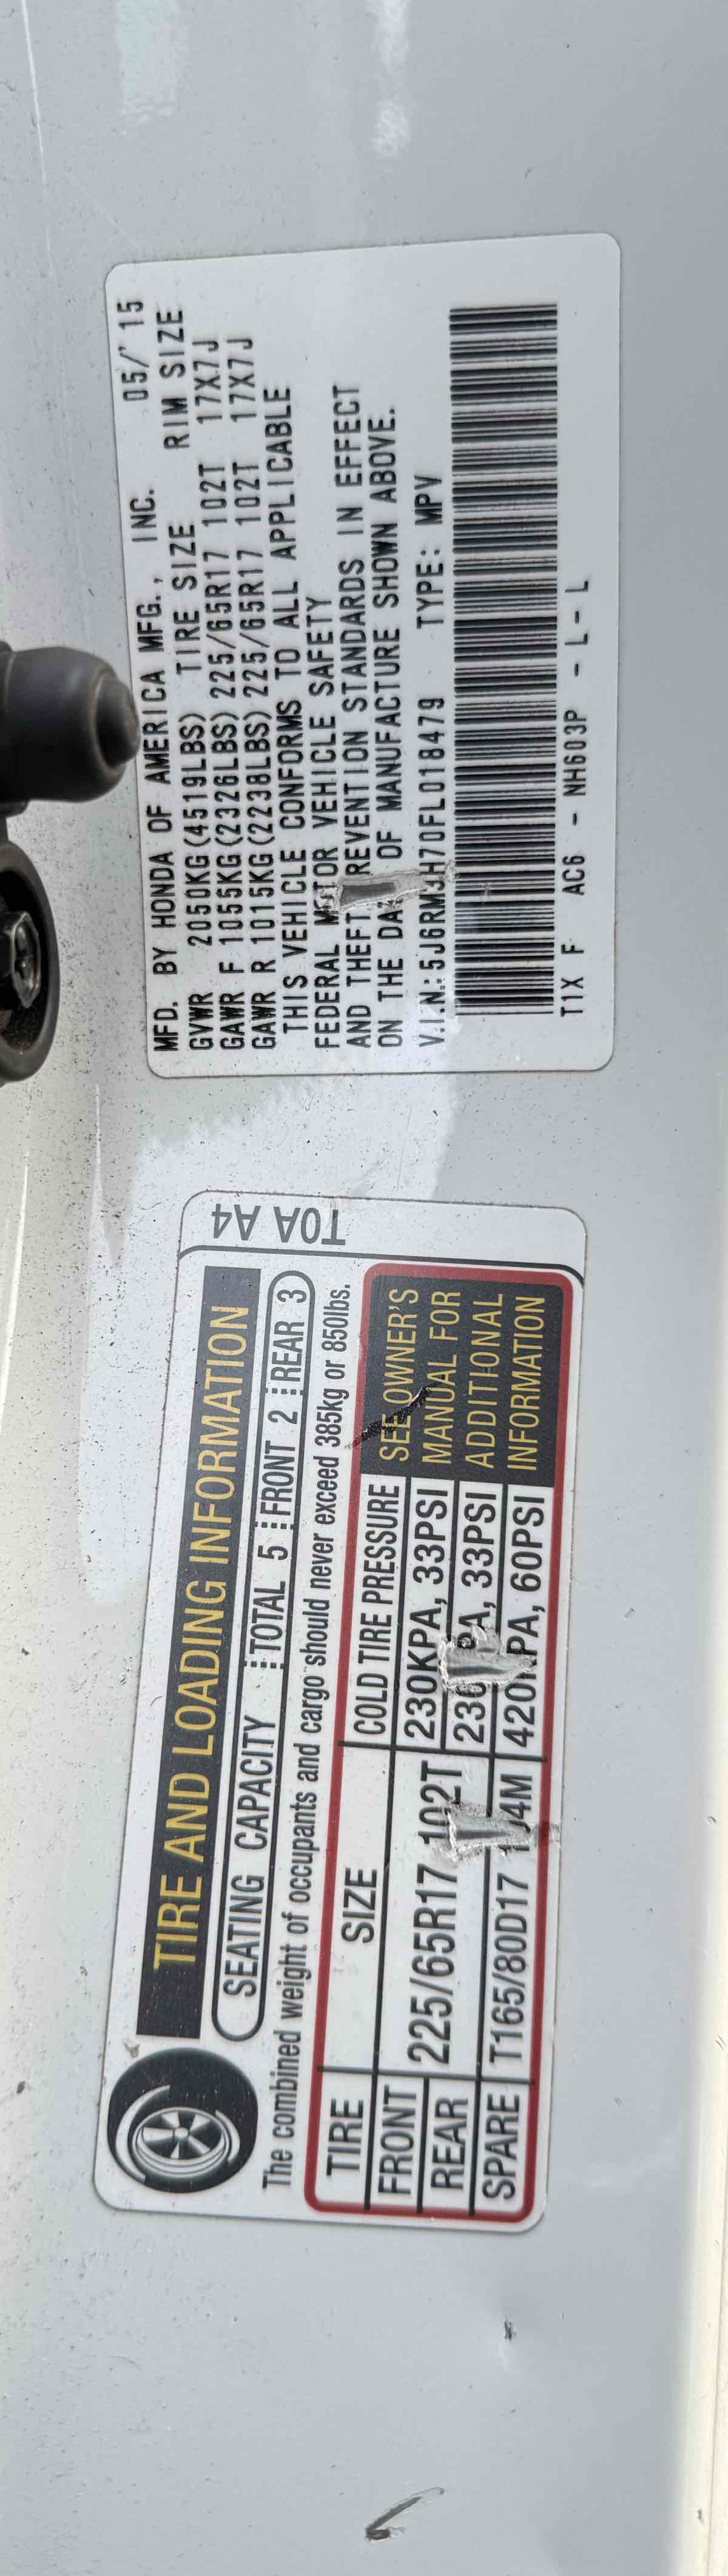 MFD. BY HONDA OF AMERICA MFG., INC. 05/'15
GVWR 2050KG(4519LBS) TIRE SIZE RIM SIZE
GAWR F 1055KG(2326LBS) 225/65R17 102T 17X7J
GAWR R 1015KG(2238LBS) 225/65R17 102T 17X7J
THIS VEHICLE CONFORMS TO ALL APPLICABLE
FEDERAL MOTOR VEHICLE SAFETY
AND THEFT PREVENTION STANDARDS IN EFFECT
ON THE DATE OF MANUFACTURE SHOWN ABOVE.
V.I.N.: 5J6RM3H70FL018479 TYPE: MPV
T1X F AC6 - NH603P - L - L
T0A A4
TIRE AND LOADING INFORMATION
SEATING CAPACITY TOTAL 5 FRONT 2 REAR 3
The combined weight of occupants and cargo should never exceed 385kg or 850lbs.
TIRE SIZE COLD TIRE PRESSURE
FRONT 225/65R17 102T 230KPA, 33PSI
REAR 230KPA, 33PSI
SPARE T165/80D17 104M 420KPA, 60PSI
SEE OWNER'S
MANUAL FOR
ADDITIONAL
INFORMATION